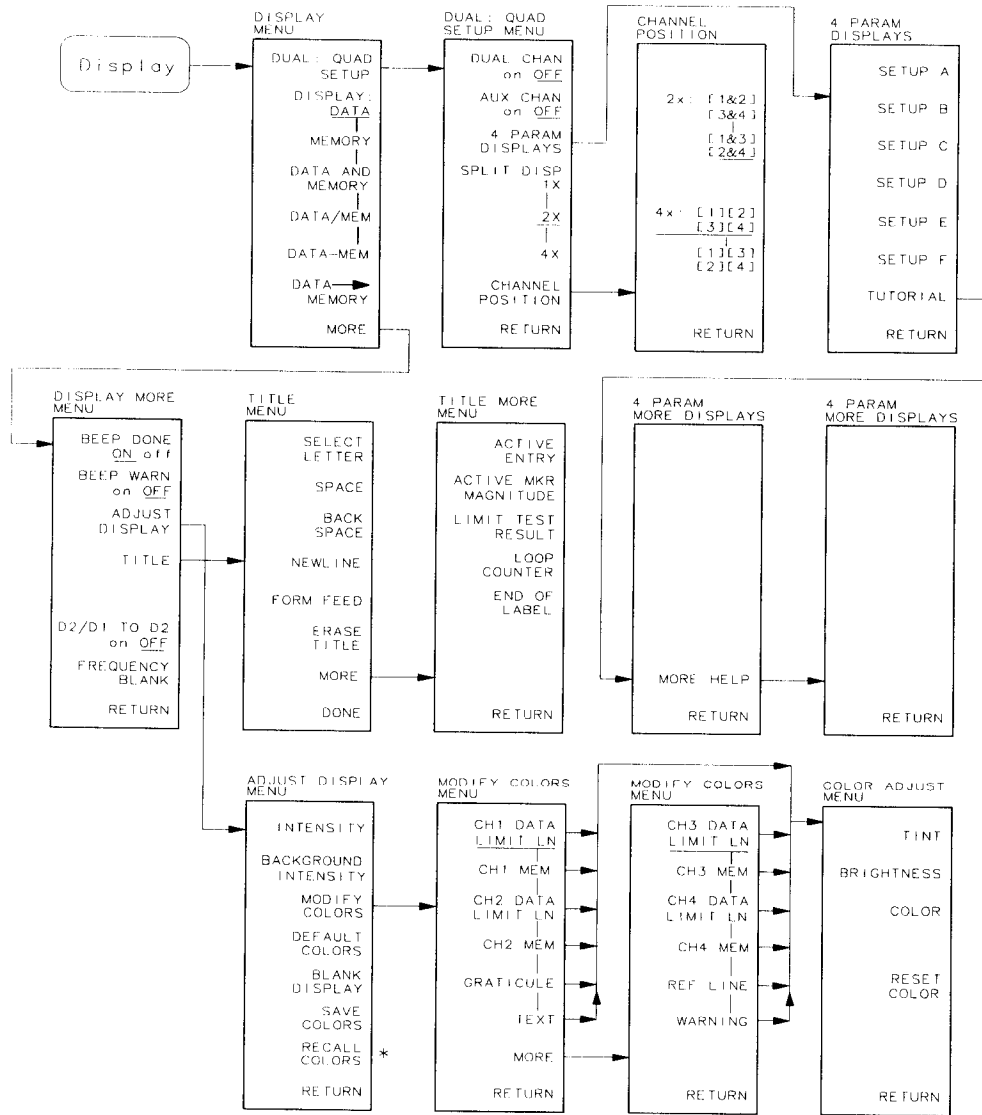 Display
DISPLAY
MENU
DUAL: QUAD
SETUP
DISPLAY:
DATA
MEMORY
DATA AND
MEMORY
DATA/MEM
DATA-MEM
DATA
MEMORY
MORE
DUAL: QUAD
SETUP MENU
DUAL CHAN
on OFF
AUX CHAN
on OFF
4 PARAM
DISPLAYS
SPLIT DISP
1X
2X
4X
CHANNEL
POSITION
RETURN
CHANNEL
POSITION
2x: [1&2]
[3&4]
[1&3]
[2&4]
4x: [1][2]
[3][4]
[1][3]
[2][4]
RETURN
4 PARAM
DISPLAYS
SETUP A
SETUP B
SETUP C
SETUP D
SETUP E
SETUP F
TUTORIAL
RETURN
DISPLAY MORE
MENU
BEEP DONE
ON off
BEEP WARN
on OFF
ADJUST
DISPLAY
TITLE
D2/D1 TO D2
on OFF
FREQUENCY
BLANK
RETURN
TITLE
MENU
SELECT
LETTER
SPACE
BACK
SPACE
NEWLINE
FORM FEED
ERASE
TITLE
MORE
DONE
TITLE MORE
MENU
ACTIVE
ENTRY
ACTIVE MKR
MAGNITUDE
LIMIT TEST
RESULT
LOOP
COUNTER
END OF
LABEL
RETURN
4 PARAM
MORE DISPLAYS
MORE HELP
RETURN
4 PARAM
MORE DISPLAYS
RETURN
ADJUST DISPLAY
MENU
INTENSITY
BACKGROUND
INTENSITY
MODIFY
COLORS
DEFAULT
COLORS
BLANK
DISPLAY
SAVE
COLORS
RECALL
COLORS *
RETURN
MODIFY COLORS
MENU
CH1 DATA
LIMIT LN
CH1 MEM
CH2 DATA
LIMIT LN
CH2 MEM
GRATICULE
TEXT
MORE
RETURN
MODIFY COLORS
MENU
CH3 DATA
LIMIT LN
CH3 MEM
CH4 DATA
LIMIT LN
CH4 MEM
REF LINE
WARNING
RETURN
COLOR ADJUST
MENU
TINT
BRIGHTNESS
COLOR
RESET
COLOR
RETURN